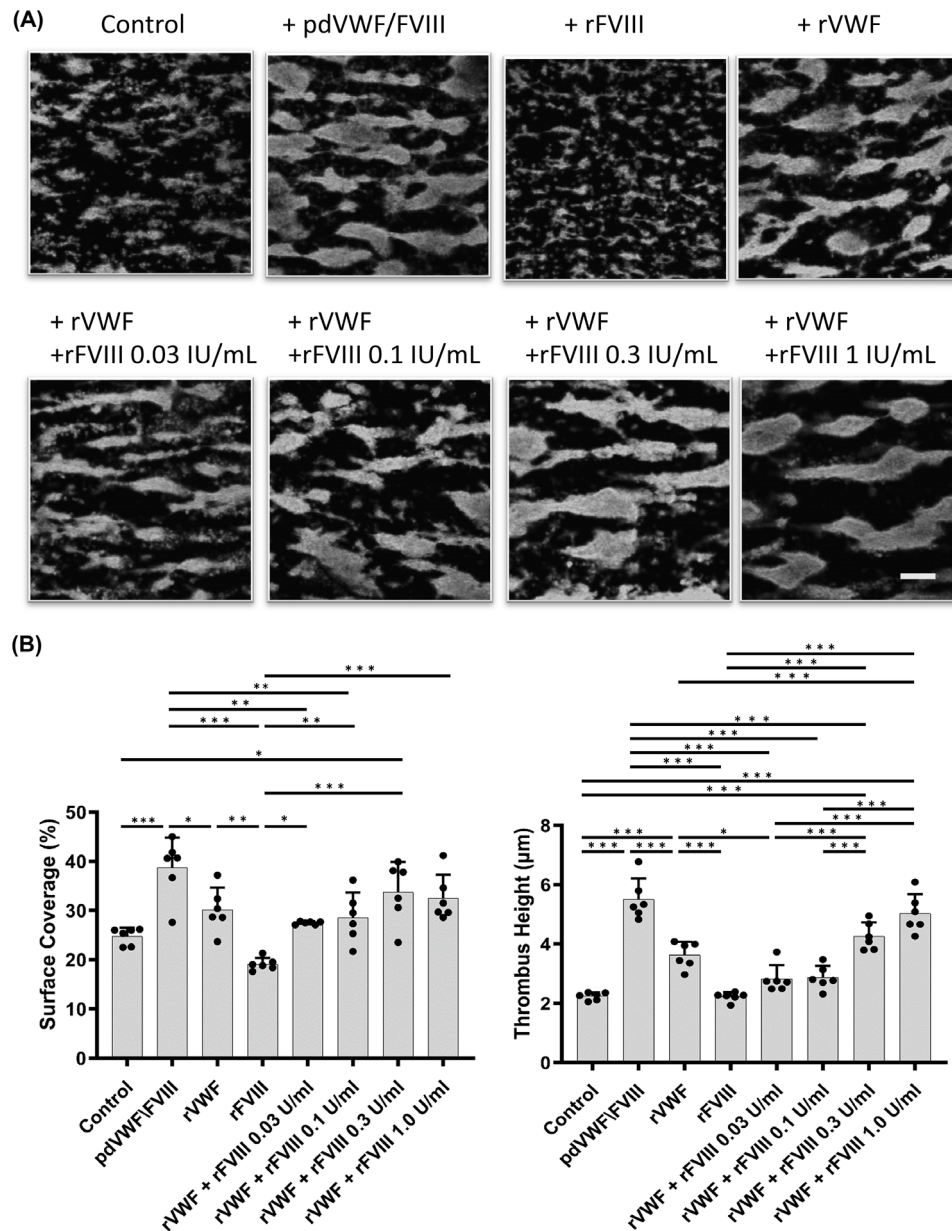 (A)
Control
+ pdVWF/FVIII
+ rFVIII
+ rVWF
+ rVWF
+rFVIII 0.03 IU/mL
+ rVWF
+rFVIII 0.1 IU/mL
+ rVWF
+rFVIII 0.3 IU/mL
+ rVWF
+rFVIII 1 IU/mL
(B)
***
**
**
***
**
*
***
***
*
**
*
Surface Coverage (%)
50
40
30
20
10
0
Control
pdVWF\FVIII
rVWF
rFVIII
rVWF + rFVIII 0.03 U/ml
rVWF + rFVIII 0.1 U/ml
rVWF + rFVIII 0.3 U/ml
rVWF + rFVIII 1.0 U/ml
***
***
***
***
***
***
***
***
***
***
***
***
*
***
***
***
***
***
Thrombus Height (µm)
8
6
4
2
0
Control
pdVWF\FVIII
rVWF
rFVIII
rVWF + rFVIII 0.03 U/ml
rVWF + rFVIII 0.1 U/ml
rVWF + rFVIII 0.3 U/ml
rVWF + rFVIII 1.0 U/ml